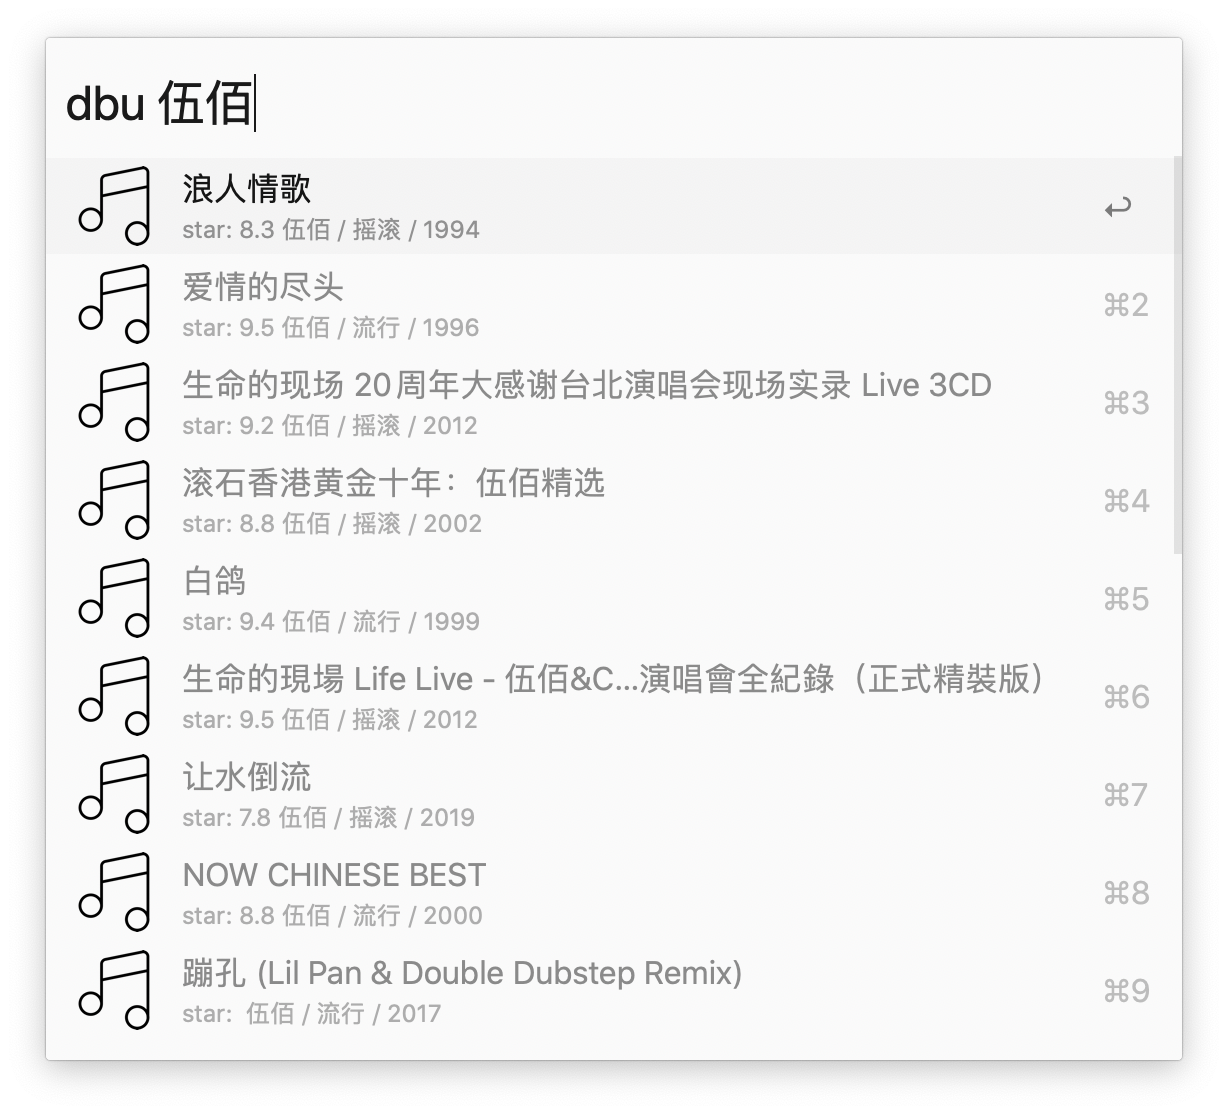 dbu 伍佰
浪人情歌
star: 8.3 伍佰 / 摇滚 / 1994
↩
爱情的尽头
star: 9.5 伍佰 / 流行 / 1996
⌘2
生命的现场 20周年大感谢台北演唱会现场实录 Live 3CD
star: 9.2 伍佰 / 摇滚 / 2012
⌘3
滚石香港黄金十年：伍佰精选
star: 8.8 伍佰 / 摇滚 / 2002
⌘4
白鸽
star: 9.4 伍佰 / 流行 / 1999
⌘5
生命的現場 Life Live - 伍佰&C...演唱會全紀錄（正式精裝版）
star: 9.5 伍佰 / 摇滚 / 2012
⌘6
让水倒流
star: 7.8 伍佰 / 摇滚 / 2019
⌘7
NOW CHINESE BEST
star: 8.8 伍佰 / 流行 / 2000
⌘8
蹦孔 (Lil Pan & Double Dubstep Remix)
star:  伍佰 / 流行 / 2017
⌘9